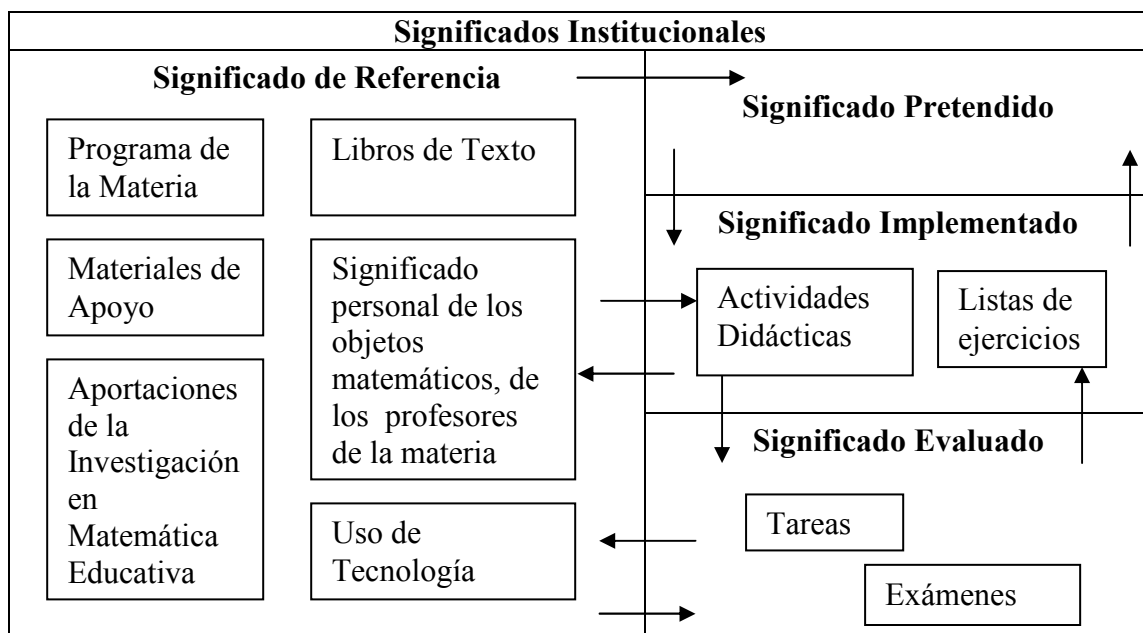 Significados Institucionales
Significado de Referencia
Programa de
la Materia
Libros de Texto
Materiales de
Apoyo
Significado
personal de los
objetos
matemáticos, de
los profesores
de la materia
Aportaciones
de la
Investigación
en
Matemática
Educativa
Uso de
Tecnología
Significado Pretendido
Significado Implementado
Actividades
Didácticas
Listas de
ejercicios
Significado Evaluado
Tareas
Exámenes